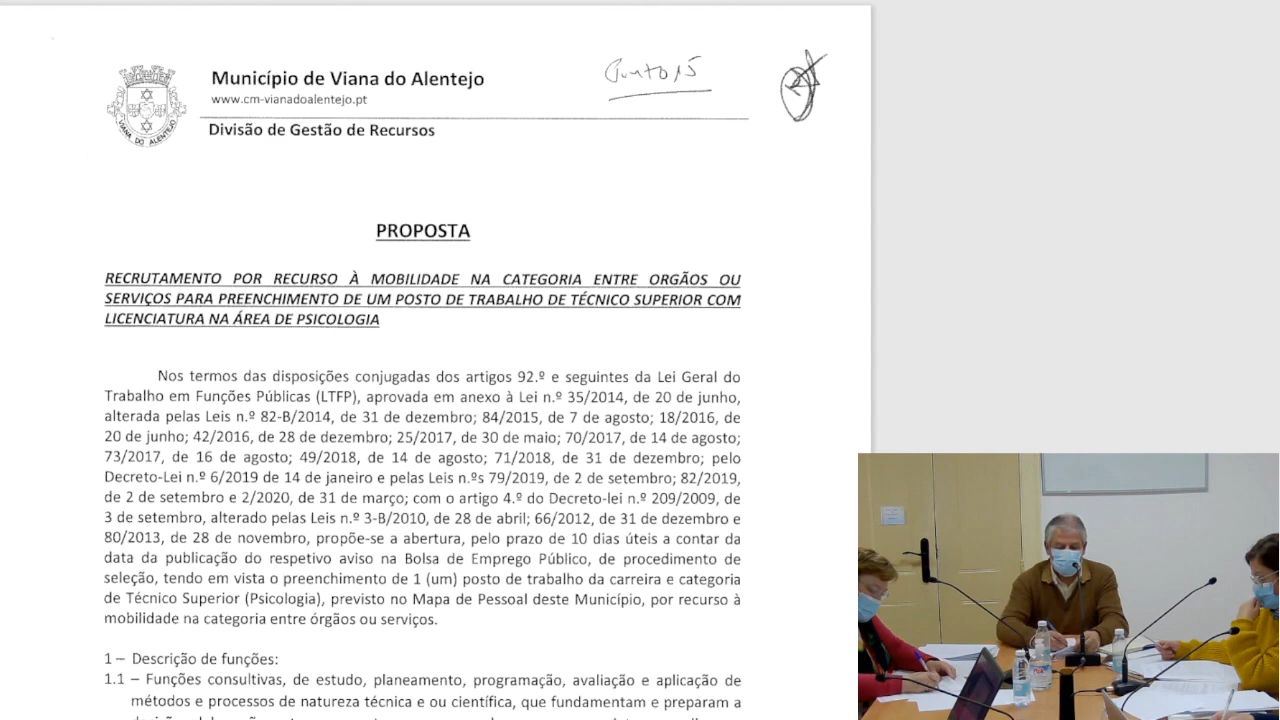 Município de Viana do Alentejo
Ponto 15
www.cm-vianadoalentejo.pt
VIANA DO ALENTEJO
Divisão de Gestão de Recursos
PROPOSTA
RECRUTAMENTO POR RECURSO À MOBILIDADE NA CATEGORIA ENTRE ORGÃOS OU
SERVIÇOS PARA PREENCHIMENTO DE UM POSTO DE TRABALHO DE TÉCNICO SUPERIOR COM
LICENCIATURA NA ÁREA DE PSICOLOGIA
Nos termos das disposições conjugadas dos artigos 92.º e seguintes da Lei Geral do
Trabalho em Funções Públicas (LTFP), aprovada em anexo à Lei n.º 35/2014, de 20 de junho,
alterada pelas Leis n.º 82-B/2014, de 31 de dezembro; 84/2015, de 7 de agosto; 18/2016, de
20 de junho; 42/2016, de 28 de dezembro; 25/2017, de 30 de maio; 70/2017, de 14 de agosto;
73/2017, de 16 de agosto; 49/2018, de 14 de agosto; 71/2018, de 31 de dezembro; pelo
Decreto-Lei n.º 6/2019 de 14 de janeiro e pelas Leis n.ºs 79/2019, de 2 de setembro; 82/2019,
de 2 de setembro e 2/2020, de 31 de março; com o artigo 4.º do Decreto-lei n.º 209/2009, de
3 de setembro, alterado pelas Leis n.º 3-B/2010, de 28 de abril; 66/2012, de 31 de dezembro e
80/2013, de 28 de novembro, propõe-se a abertura, pelo prazo de 10 dias úteis a contar da
data da publicação do respetivo aviso na Bolsa de Emprego Público, de procedimento de
seleção, tendo em vista o preenchimento de 1 (um) posto de trabalho da carreira e categoria
de Técnico Superior (Psicologia), previsto no Mapa de Pessoal deste Município, por recurso à
mobilidade na categoria entre órgãos ou serviços.
1 – Descrição de funções:
1.1 – Funções consultivas, de estudo, planeamento, programação, avaliação e aplicação de
métodos e processos de natureza técnica e ou científica, que fundamentam e preparam a